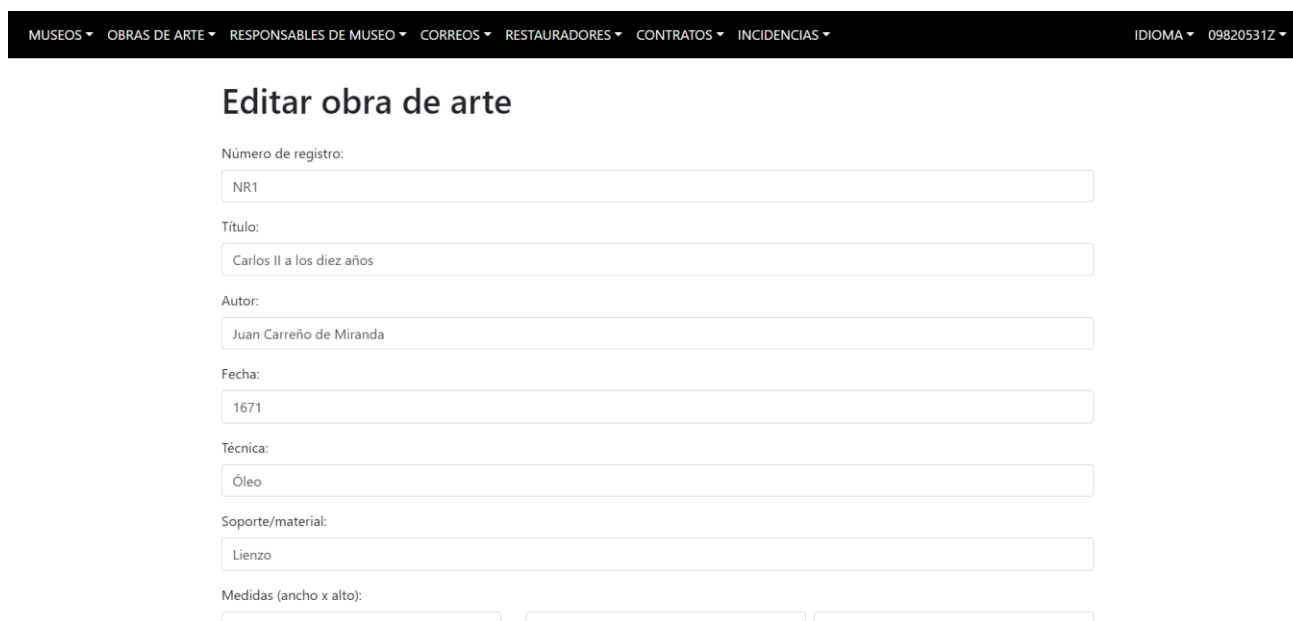 MUSEOS OBRAS DE ARTE RESPONSABLES DE MUSEO CORREOS RESTAURADORES CONTRATOS INCIDENCIAS IDIOMA 09820531Z
Editar obra de arte
Número de registro:
NR1
Título:
Carlos II a los diez años
Autor:
Juan Carreño de Miranda
Fecha:
1671
Técnica:
Óleo
Soporte/material:
Lienzo
Medidas (ancho x alto):